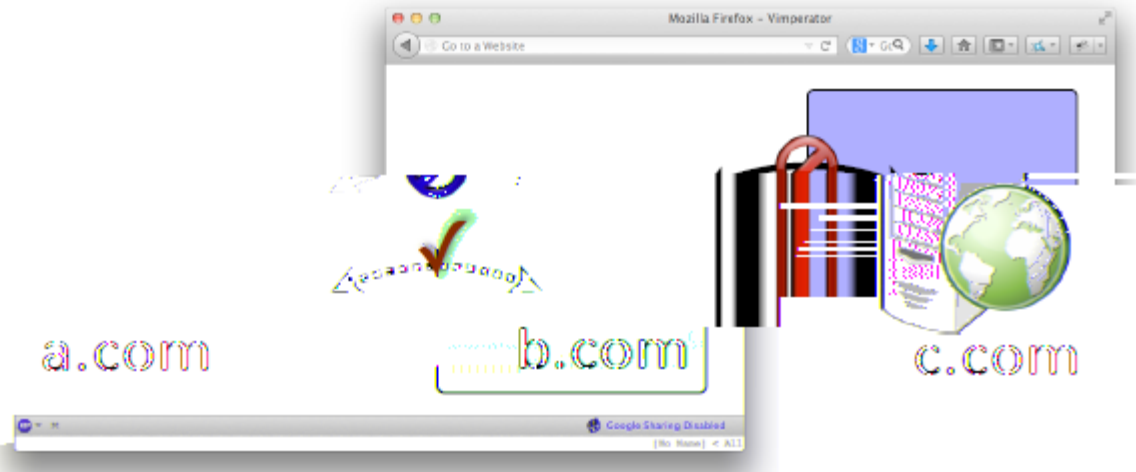 Mozilla Firefox – Vimperator
Go to a Website
a.com
b.com
c.com
Google Sharing Disabled
[No Name] < All